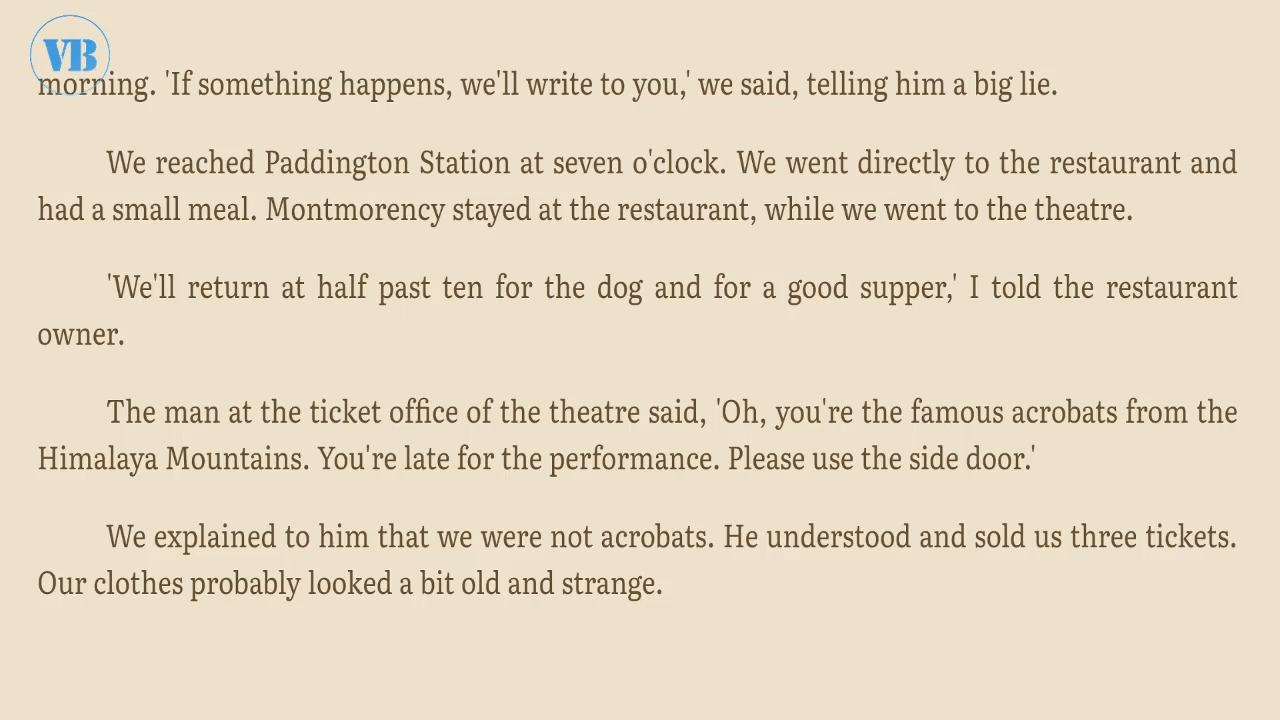 VB
morning. 'If something happens, we'll write to you,' we said, telling him a big lie.
We reached Paddington Station at seven o'clock. We went directly to the restaurant and
had a small meal. Montmorency stayed at the restaurant, while we went to the theatre.
'We'll return at half past ten for the dog and for a good supper,' I told the restaurant
owner.
The man at the ticket office of the theatre said, 'Oh, you're the famous acrobats from the
Himalaya Mountains. You're late for the performance. Please use the side door.'
We explained to him that we were not acrobats. He understood and sold us three tickets.
Our clothes probably looked a bit old and strange.